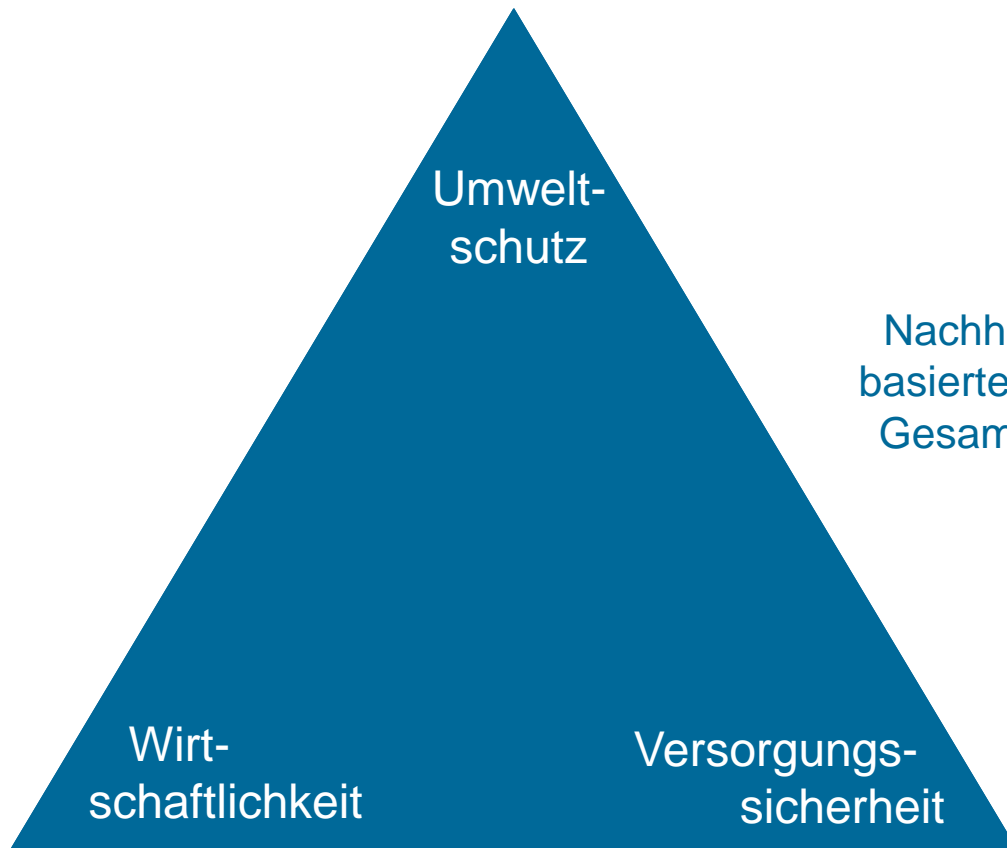 Umwelt-
schutz
Nachh
basierte
Gesam
Wirt-
schaftlichkeit
Versorgungs-
sicherheit